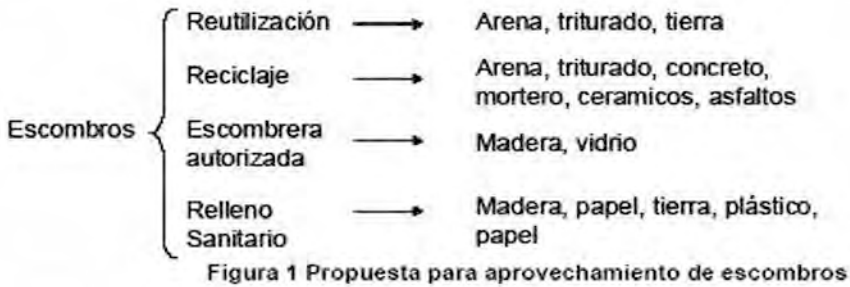 Reutilización → Arena, triturado, tierra
Reciclaje → Arena, triturado, concreto,
mortero, ceramicos, asfaltos
Escombros
Escombrera
autorizada → Madera, vidrio
Relleno
Sanitario → Madera, papel, tierra, plástico,
papel
Figura 1 Propuesta para aprovechamiento de escombros